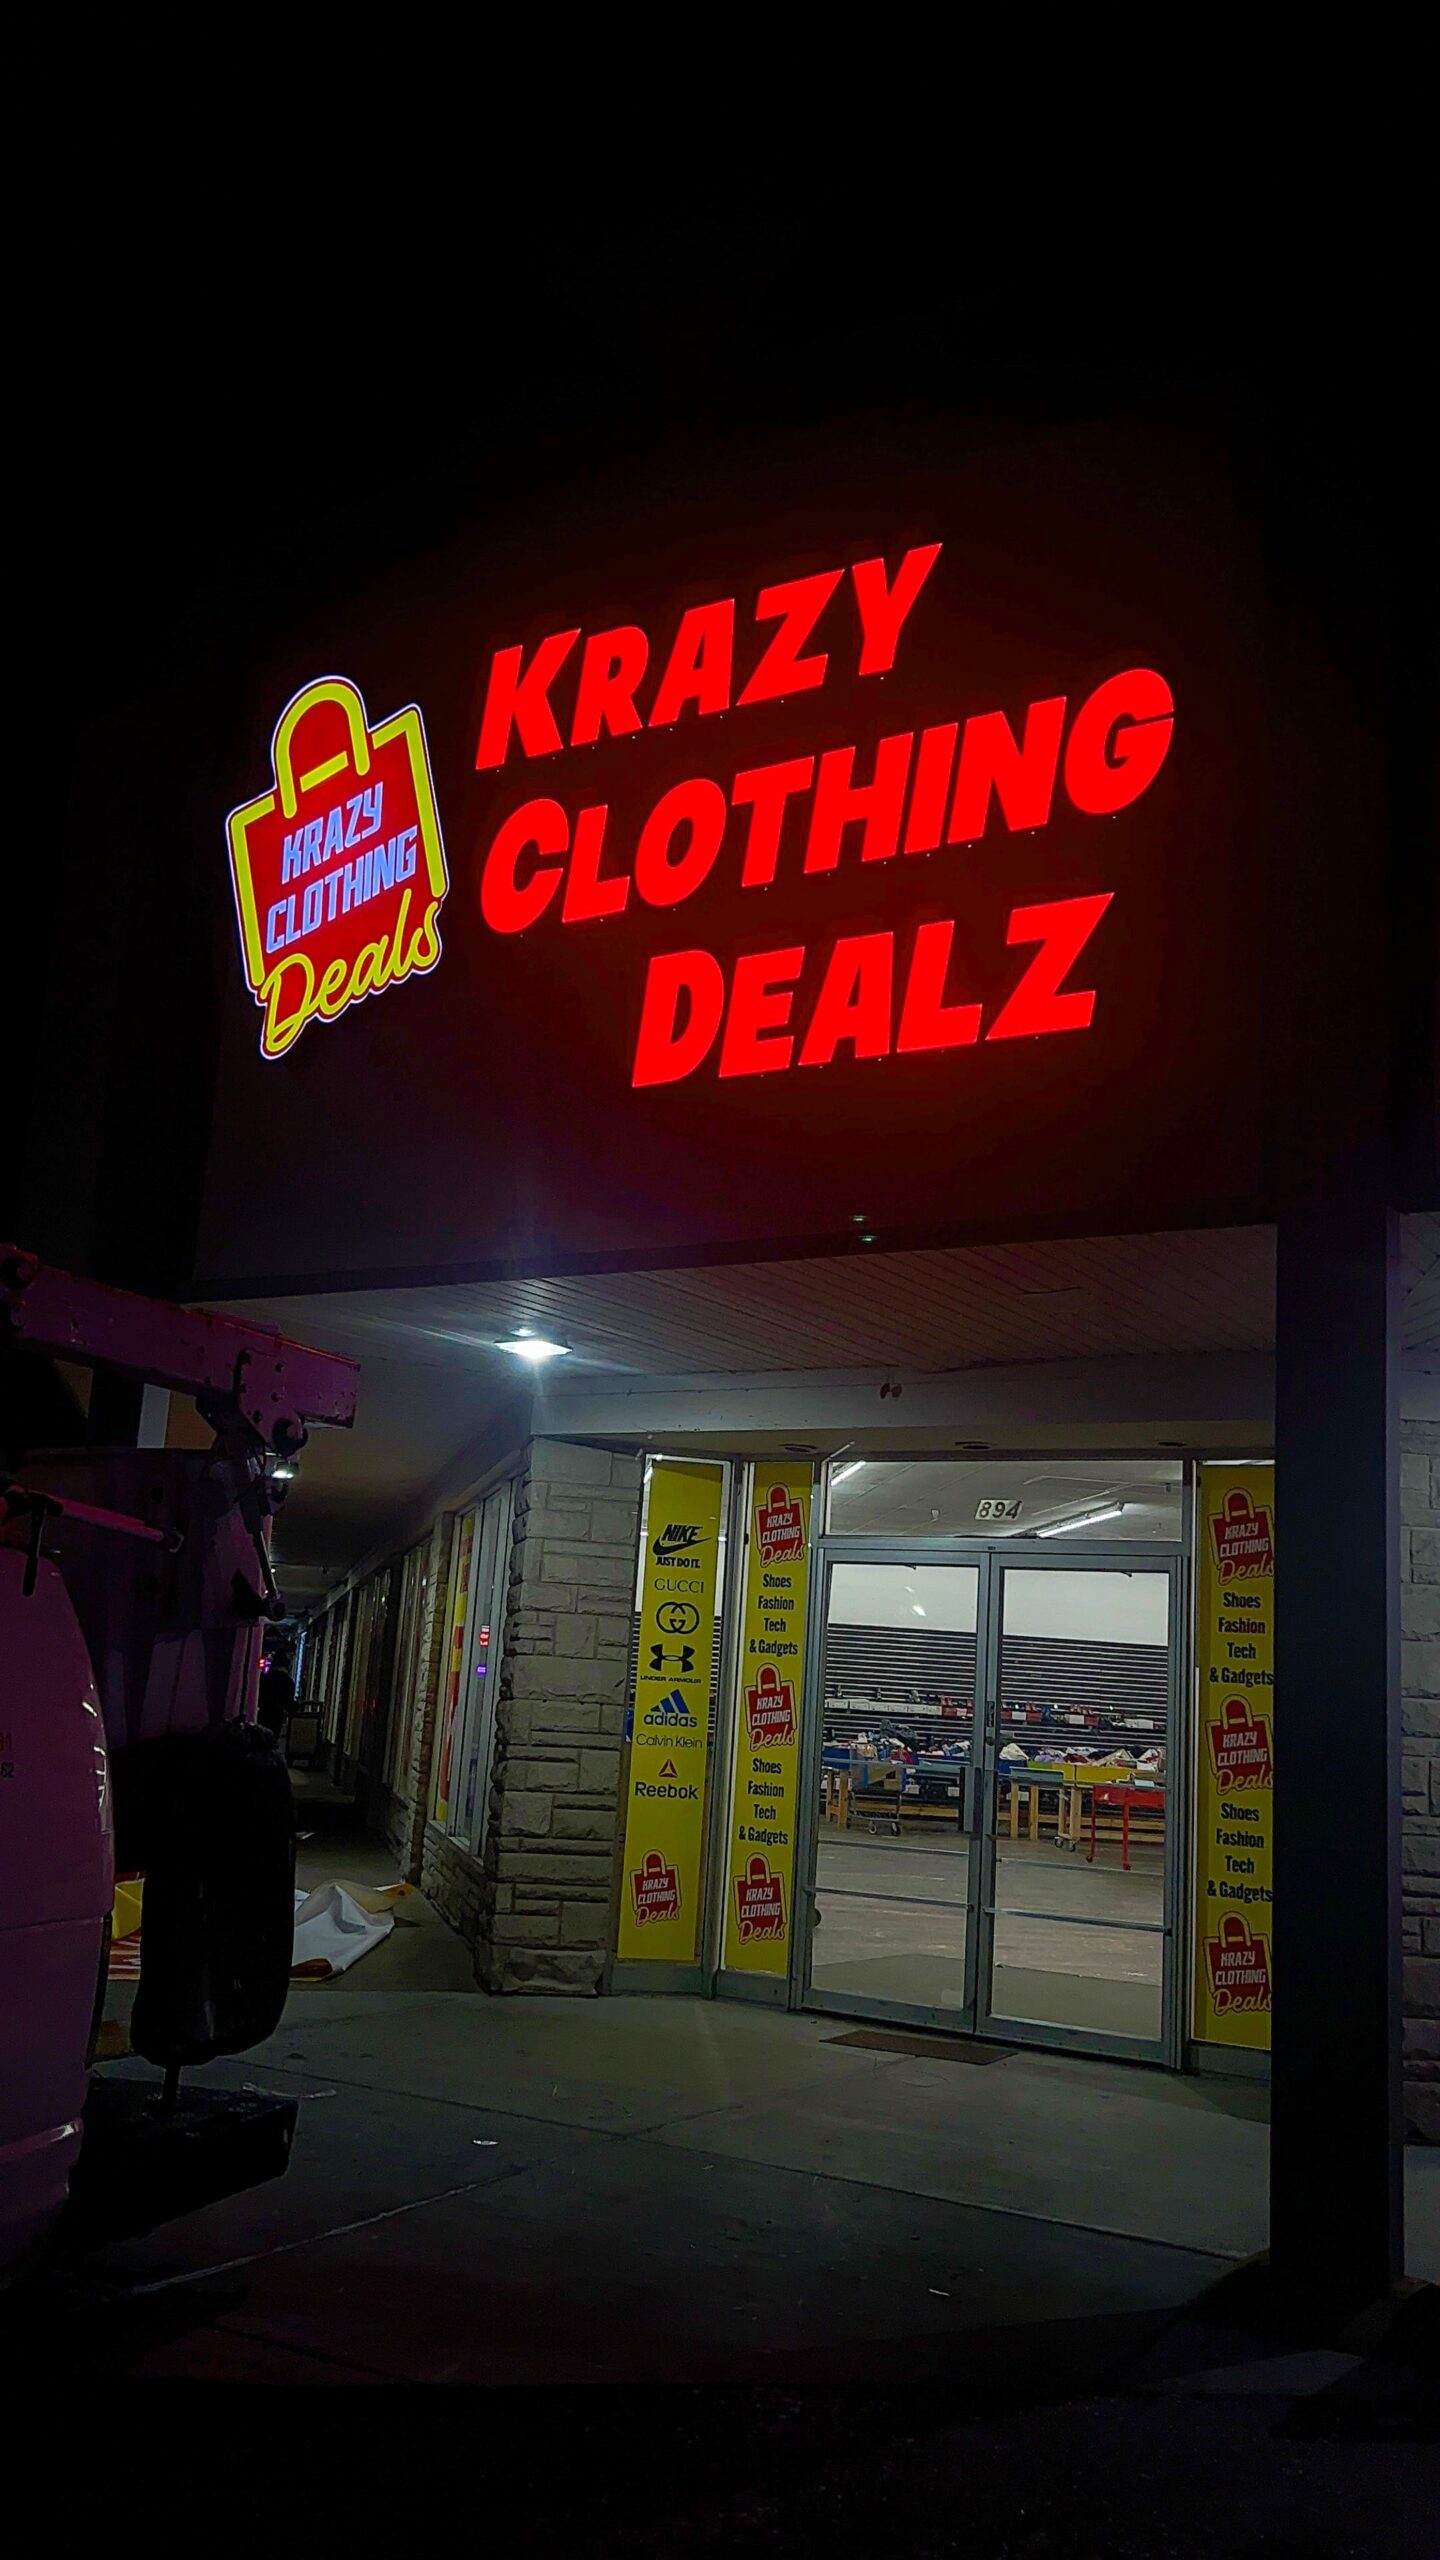 KRAZY
CLOTHING
DEALZ
KRAZY
CLOTHING
Deals
894
NIKE
JUST DO IT.
GUCCI
UNDER ARMOUR
adidas
Calvin Klein
Reebok
KRAZY
CLOTHING
Deals
KRAZY
CLOTHING
Deals
Shoes
Fashion
Tech
& Gadgets
KRAZY
CLOTHING
Deals
Shoes
Fashion
Tech
& Gadgets
KRAZY
CLOTHING
Deals
KRAZY
CLOTHING
Deals
Shoes
Fashion
Tech
& Gadgets
KRAZY
CLOTHING
Deals
Shoes
Fashion
Tech
& Gadgets
KRAZY
CLOTHING
Deals